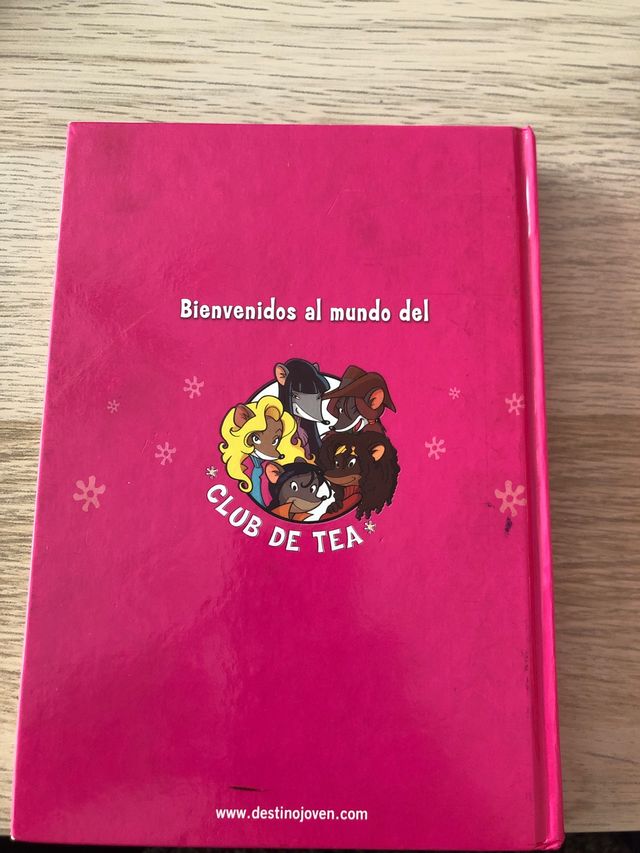 Bienvenidos al mundo del
CLUB DE TEA
www.destinojoven.com